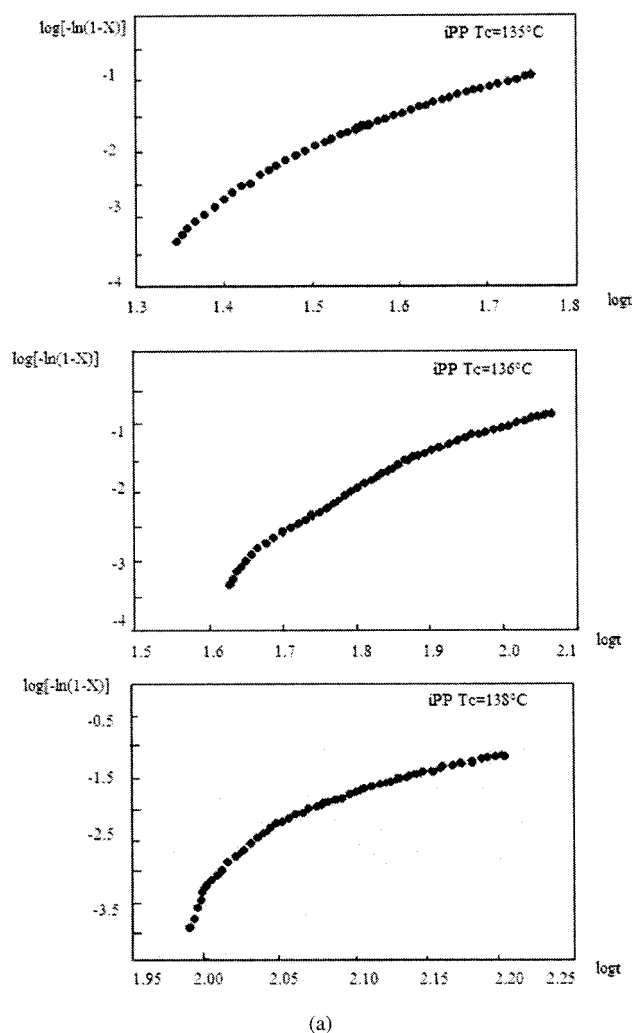 log[-ln(1-X)]
iPP Tc=135°C
-1
-2
-3
-4
1.3 1.4 1.5 1.6 1.7 1.8 logt
log[-ln(1-X)]
iPP Tc=136°C
-1
-2
-3
-4
1.5 1.6 1.7 1.8 1.9 2.0 2.1 logt
log[-ln(1-X)]
iPP Tc=138°C
-0.5
-1.5
-2.5
-3.5
1.95 2.00 2.05 2.10 2.15 2.20 2.25 logt
(a)